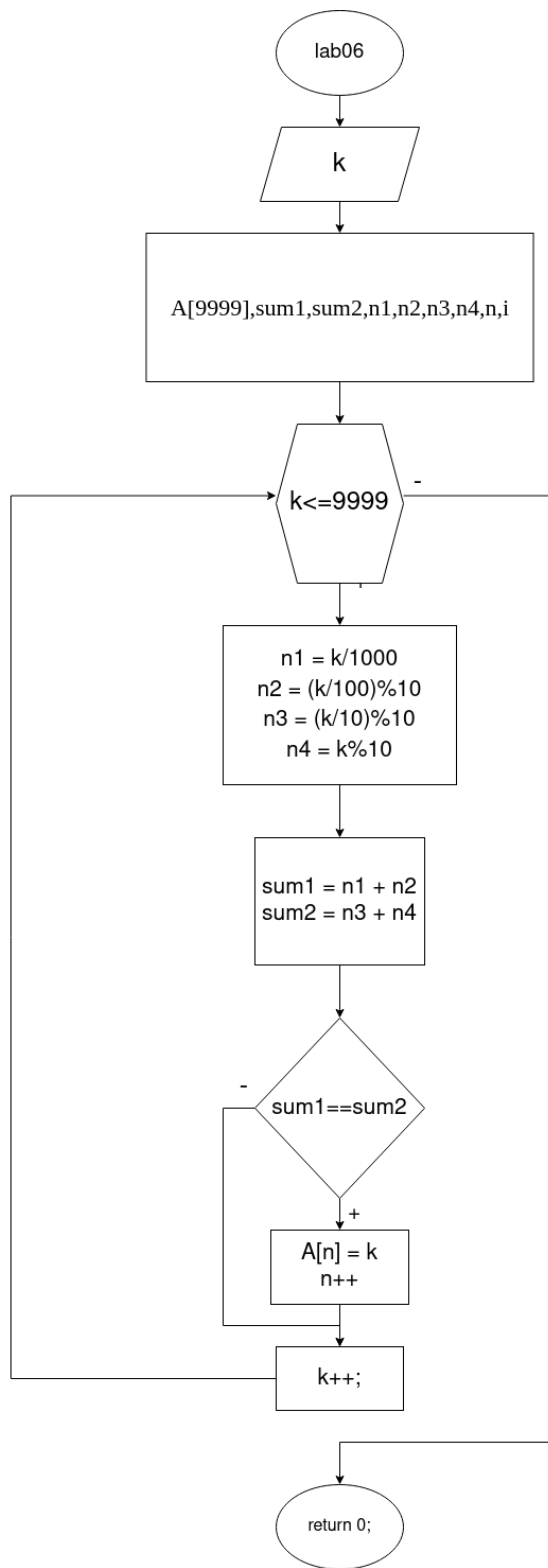 lab06
k
A[9999],sum1,sum2,n1,n2,n3,n4,n,i
k<=9999
-
n1 = k/1000
n2 = (k/100)%10
n3 = (k/10)%10
n4 = k%10
sum1 = n1 + n2
sum2 = n3 + n4
-
sum1==sum2
+
A[n] = k
n++
k++;
return 0;